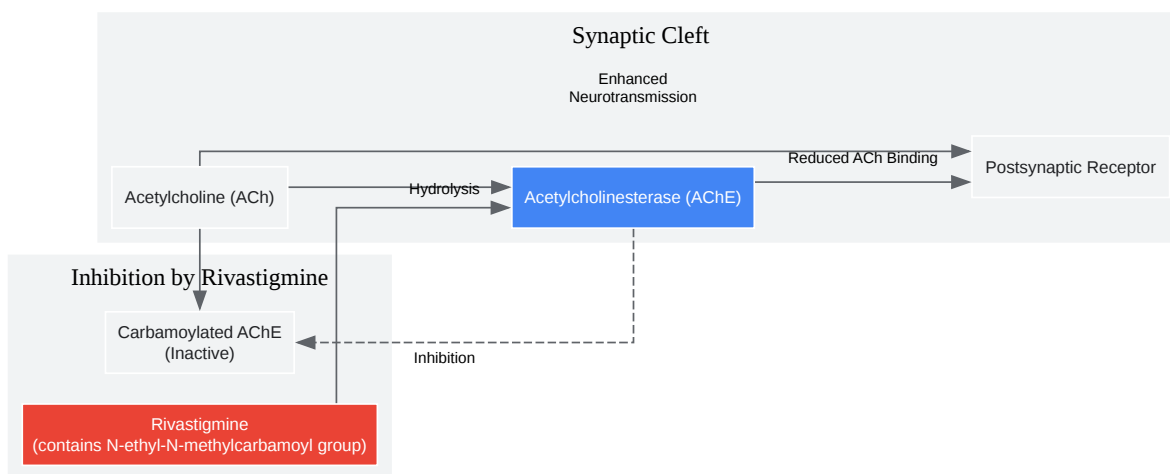 Synaptic Cleft
Enhanced
Neurotransmission
Reduced ACh Binding
Postsynaptic Receptor
Acetylcholine (ACh)
Hydrolysis
Acetylcholinesterase (AChE)
Inhibition by Rivastigmine
Carbamoylated AChE
(Inactive)
Inhibition
Rivastigmine
(contains N-ethyl-N-methylcarbamoyl group)